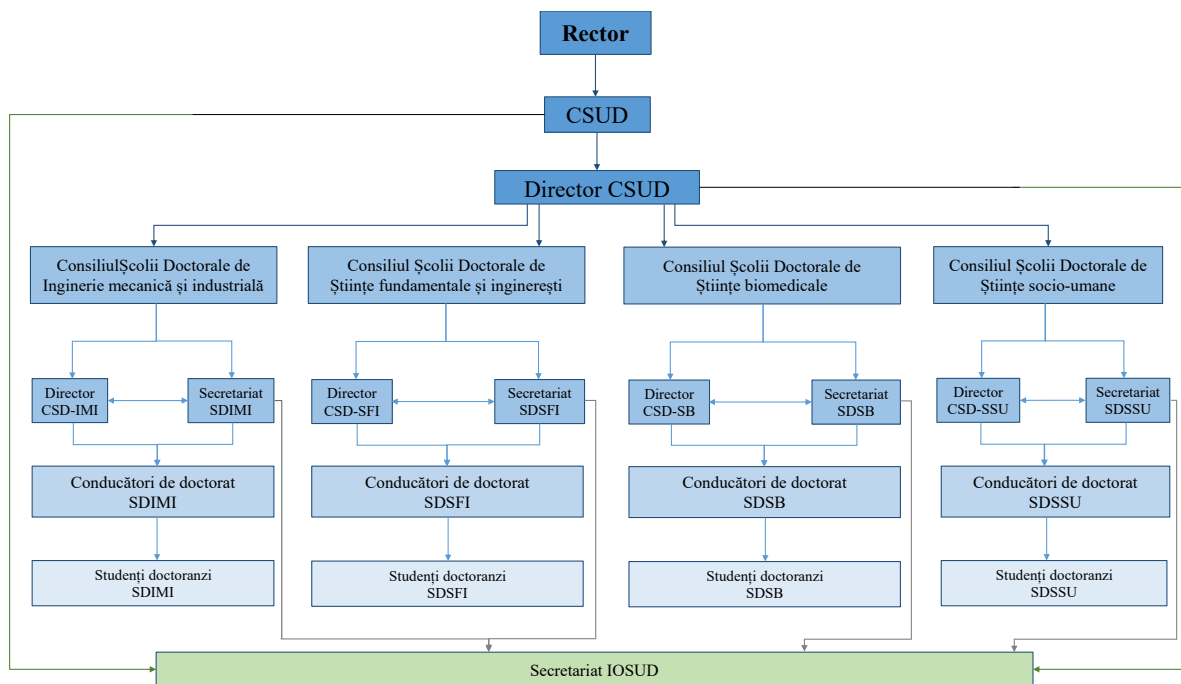 Rector
CSUD
Director CSUD
ConsiliulȘcolii Doctorale de
Inginerie mecanică și industrială
Consiliul Școlii Doctorale de
Științe fundamentale și inginerești
Consiliul Școlii Doctorale de
Științe biomedicale
Consiliul Școlii Doctorale de
Științe socio-umane
Director
CSD-IMI
Secretariat
SDIMI
Director
CSD-SFI
Secretariat
SDSFI
Director
CSD-SB
Secretariat
SDSB
Director
CSD-SSU
Secretariat
SDSSU
Conducători de doctorat
SDIMI
Conducători de doctorat
SDSFI
Conducători de doctorat
SDSB
Conducători de doctorat
SDSSU
Studenți doctoranzi
SDIMI
Studenți doctoranzi
SDSFI
Studenți doctoranzi
SDSB
Studenți doctoranzi
SDSSU
Secretariat IOSUD